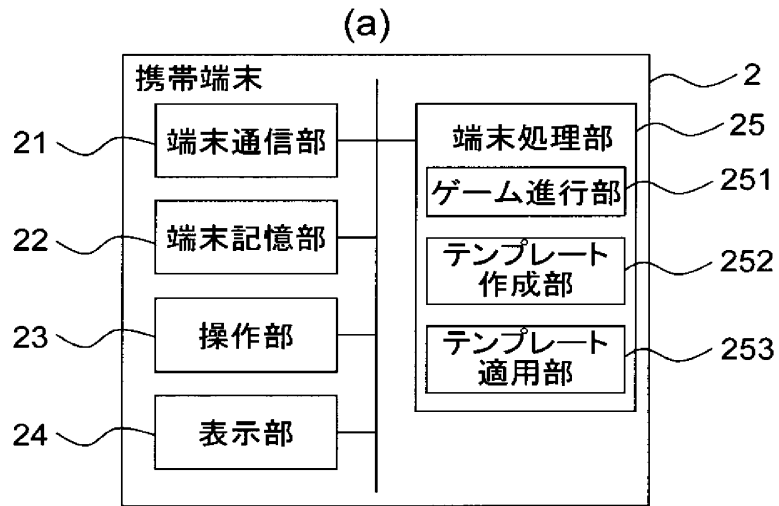 (a)
携帯端末
2
21
端末通信部
端末処理部
25
ゲーム進行部
251
22
端末記憶部
テンプレート
作成部
252
23
操作部
テンプレート
適用部
253
24
表示部